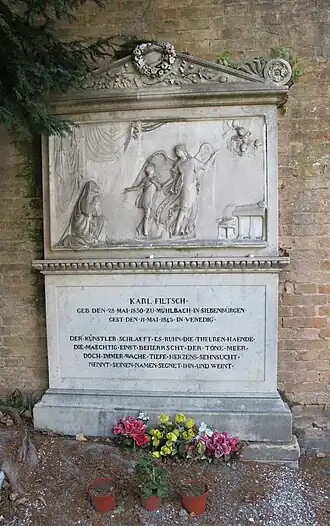 KARL·FILTSCH·
GEB·DEN·28·MAI·1830·ZU·MÜHLBACH·IN·SIEBENBÜRGEN
GEST·DEN·11·MAI·1845·IN·VENEDIG·
DER·KÜNSTLER·SCHLAEFT·ES·RUHN·DIE·THEUREN·HAENDE
DIE·MAECHTIG·EINST·BEHERRSCHT·DER·TÖNE·MEER·
DOCH·IMMER·WACHE·TIEFE·HERZENS·SEHNSUCHT·
NENNT·SEINEN·NAMEN·SEGNET·IHN·UND·WEINT·